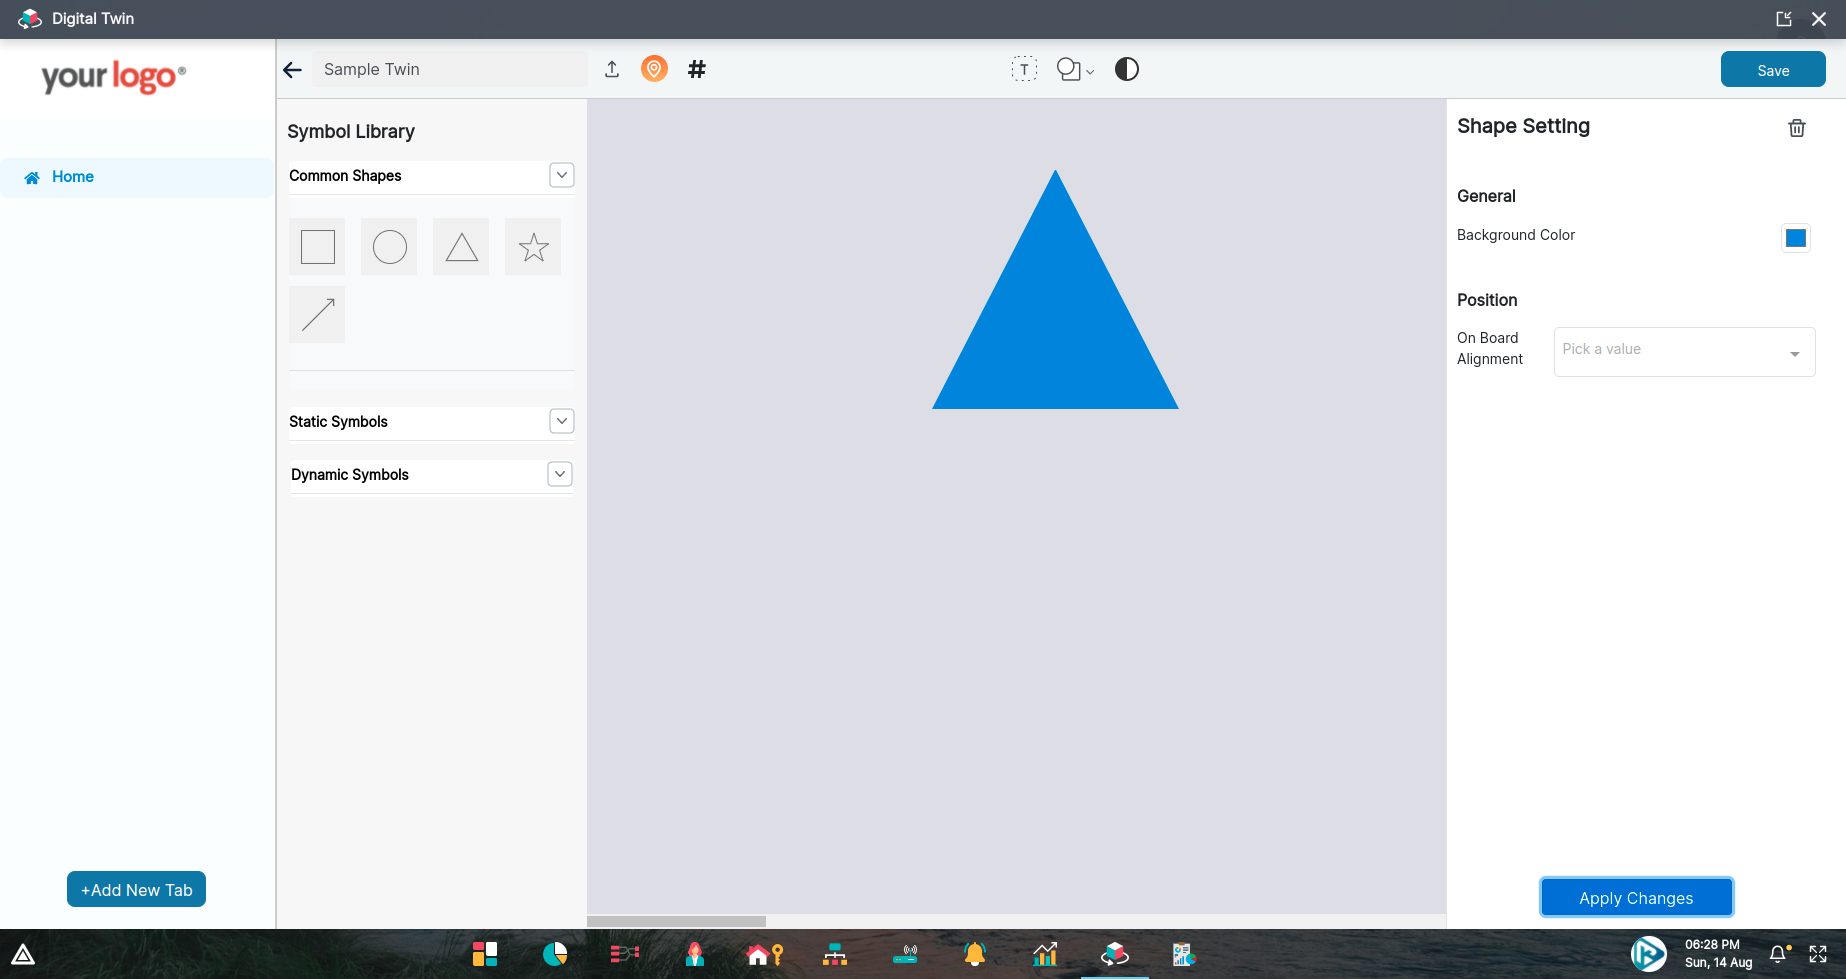 Digital Twin
your logo®
Sample Twin
T
Save
Home
Symbol Library
Common Shapes
Static Symbols
Dynamic Symbols
Shape Setting
General
Background Color
Position
On Board
Alignment
Pick a value
+Add New Tab
Apply Changes
06:28 PM
Sun, 14 Aug